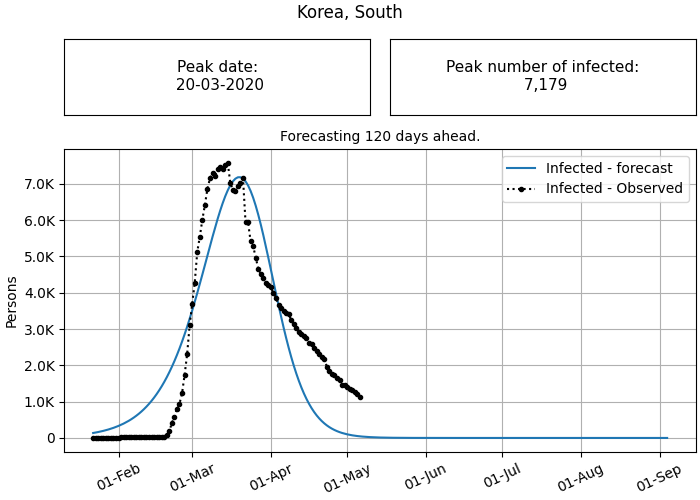 Korea, South
Peak date:
20-03-2020
Peak number of infected:
7,179
Forecasting 120 days ahead.
Infected - forecast
Infected - Observed
7.0K
6.0K
5.0K
4.0K
3.0K
2.0K
1.0K
0
Persons
01-Feb
01-Mar
01-Apr
01-May
01-Jun
01-Jul
01-Aug
01-Sep